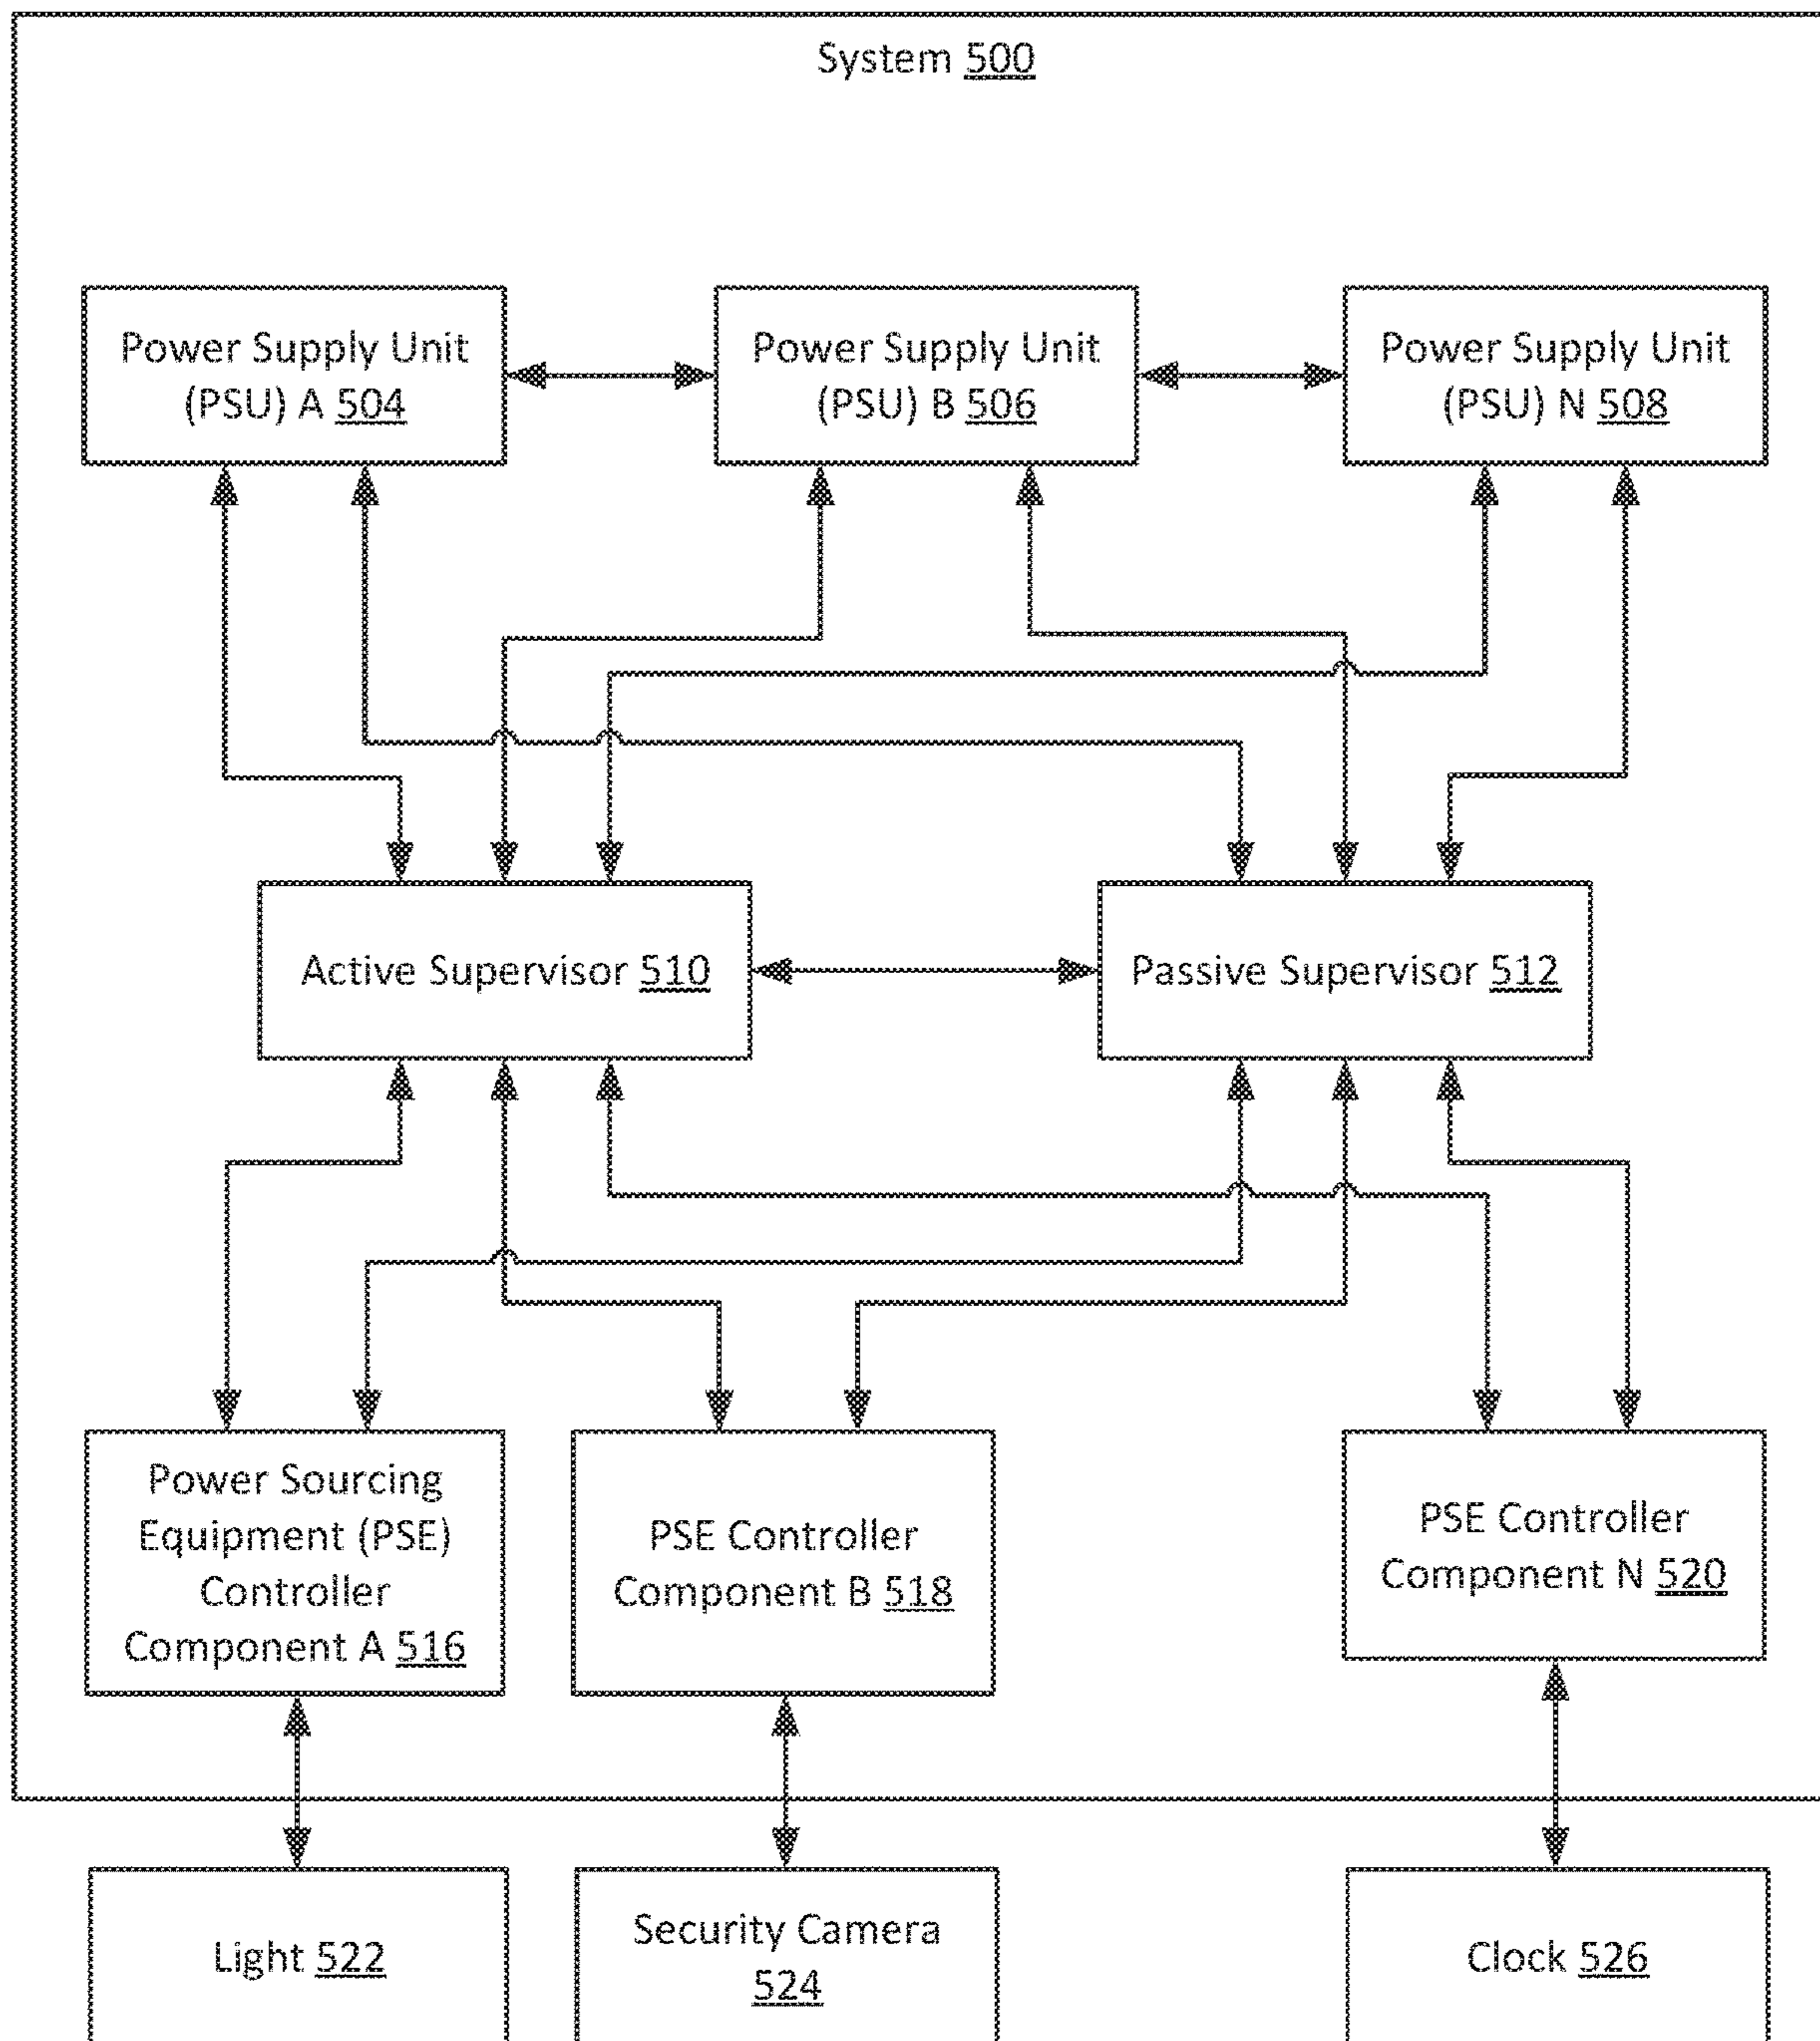 System 500
Power Supply Unit
(PSU) A 504
Power Supply Unit
(PSU) B 506
Power Supply Unit
(PSU) N 508
Active Supervisor 510
Passive Supervisor 512
Power Sourcing
Equipment (PSE)
Controller
Component A 516
PSE Controller
Component B 518
PSE Controller
Component N 520
Light 522
Security Camera
524
Clock 526